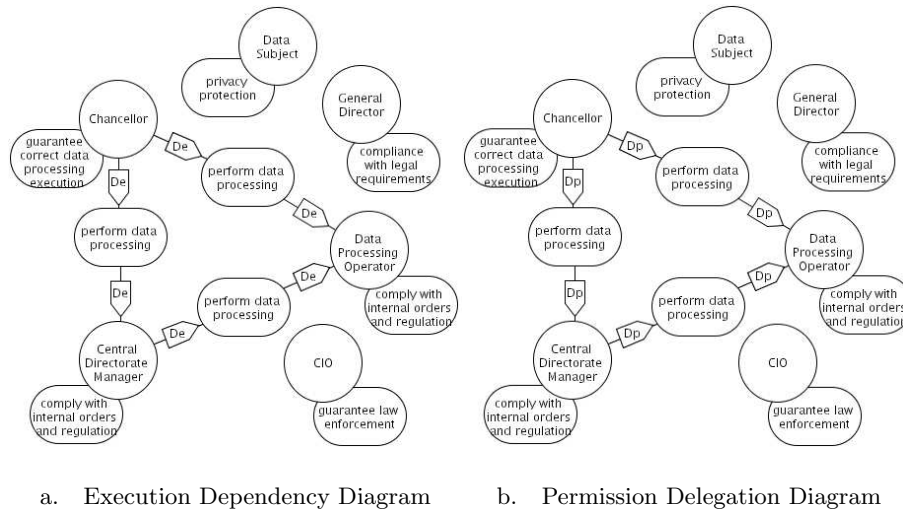 Data
Subject
privacy
protection
General
Director
compliance
with legal
requirements
Chancellor
guarantee
correct data
processing
execution
De
De
perform data
processing
De
perform data
processing
Data
Processing
Operator
De
perform data
processing
De
comply with
internal orders
and regulation
De
Central
Directorate
Manager
comply with
internal orders
and regulation
CIO
guarantee law
enforcement
a. Execution Dependency Diagram
Data
Subject
privacy
protection
General
Director
compliance
with legal
requirements
Chancellor
guarantee
correct data
processing
execution
Dp
Dp
perform data
processing
Dp
perform data
processing
Data
Processing
Operator
Dp
perform data
processing
Dp
comply with
internal orders
and regulation
Dp
Central
Directorate
Manager
comply with
internal orders
and regulation
CIO
guarantee law
enforcement
b. Permission Delegation Diagram